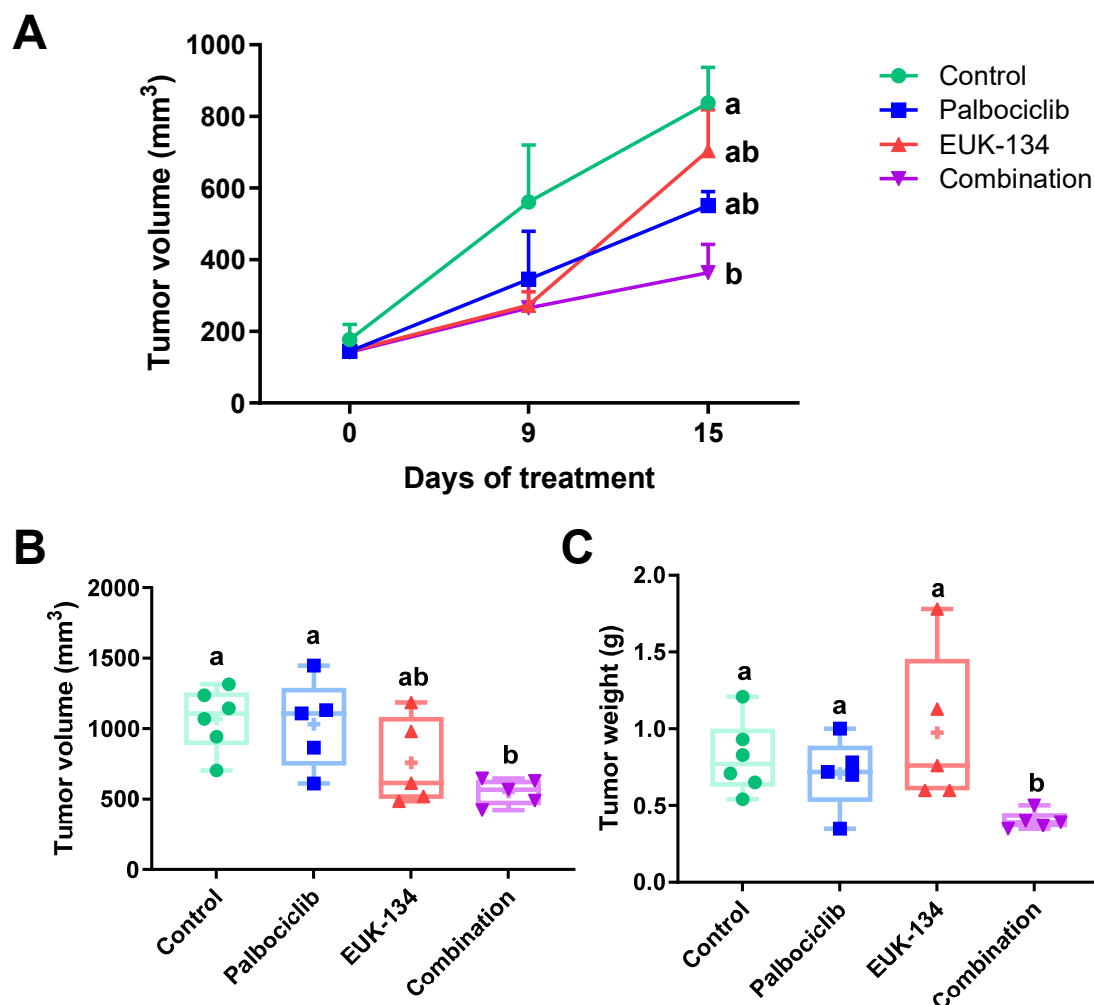 A
Tumor volume (mm³)
1000
800
600
400
200
0
0 9 15
Days of treatment
a
ab
ab
b
Control
Palbociclib
EUK-134
Combination
B
Tumor volume (mm³)
2000
1500
1000
500
0
a a ab b
Control Palbociclib EUK-134 Combination
C
Tumor weight (g)
2.0
1.5
1.0
0.5
0.0
a a a b
Control Palbociclib EUK-134 Combination